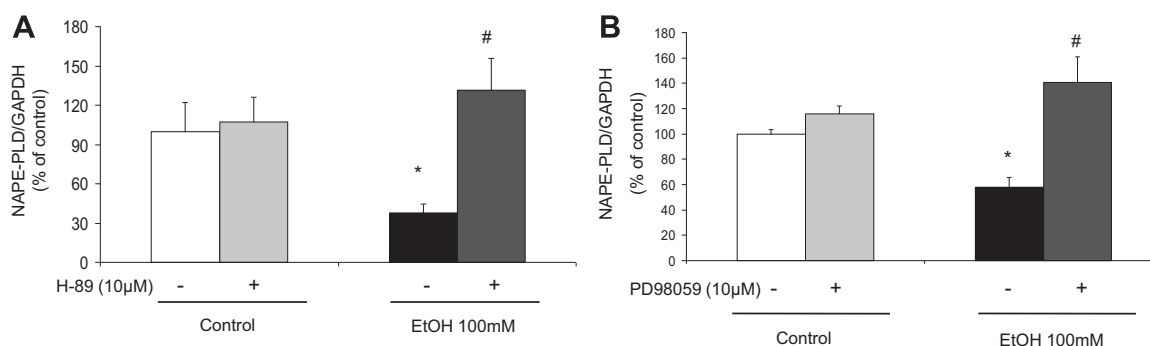 A
NAPE-PLD/GAPDH
(% of control)
180
150
120
90
60
30
0
*
#
H-89 (10µM) - + - +
Control EtOH 100mM
B
NAPE-PLD/GAPDH
(% of control)
180
160
140
120
100
80
60
40
20
0
*
#
PD98059 (10µM) - + - +
Control EtOH 100mM